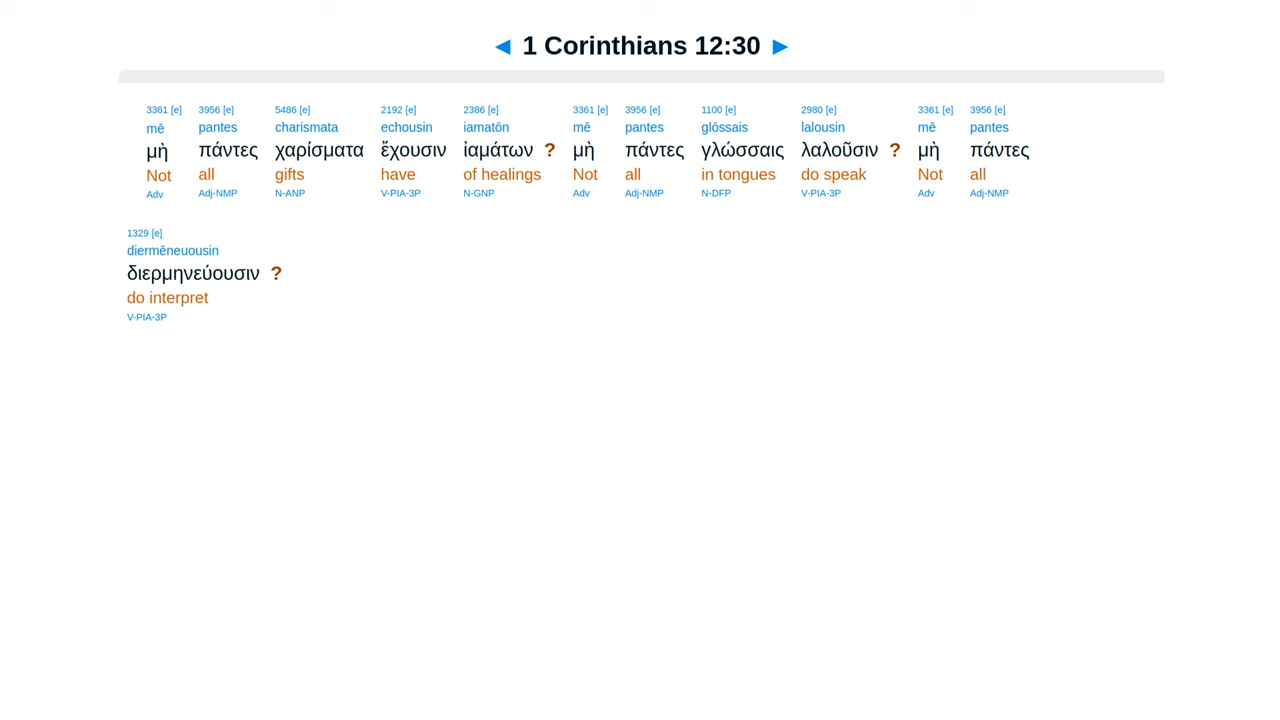 ◄ 1 Corinthians 12:30 ►
3361 [e] 3956 [e] 5486 [e] 2192 [e] 2386 [e] 3361 [e] 3956 [e] 1100 [e] 2980 [e] 3361 [e] 3956 [e]
mē pantes charismata echousin iamatōn mē pantes glōssais lalousin mē pantes
μὴ πάντες χαρίσματα ἔχουσιν ἰαμάτων ? μὴ πάντες γλώσσαις λαλοῦσιν ? μὴ πάντες
Not all gifts have of healings Not all in tongues do speak Not all
Adv Adj-NMP N-ANP V-PIA-3P N-GNP Adv Adj-NMP N-DFP V-PIA-3P Adv Adj-NMP
1329 [e]
diermēneuousin
διερμηνεύουσιν ?
do interpret
V-PIA-3P